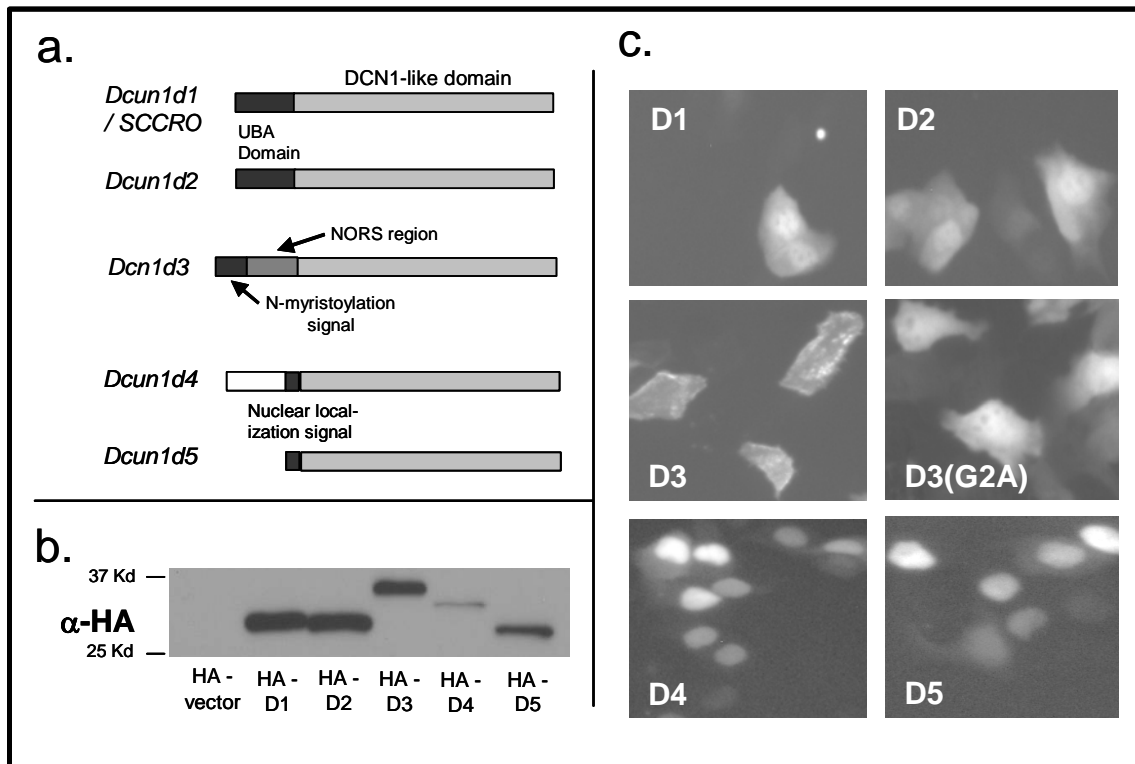 a.
DCN1-like domain
Dcun1d1
/ SCCRO
UBA
Domain
Dcun1d2
NORS region
Dcn1d3
N-myristoylation
signal
Dcun1d4
Nuclear local-
ization signal
Dcun1d5
b.
37 Kd
α-HA
25 Kd
HA - HA - HA - HA - HA - HA -
vector D1 D2 D3 D4 D5
c.
D1
D2
D3
D3(G2A)
D4
D5